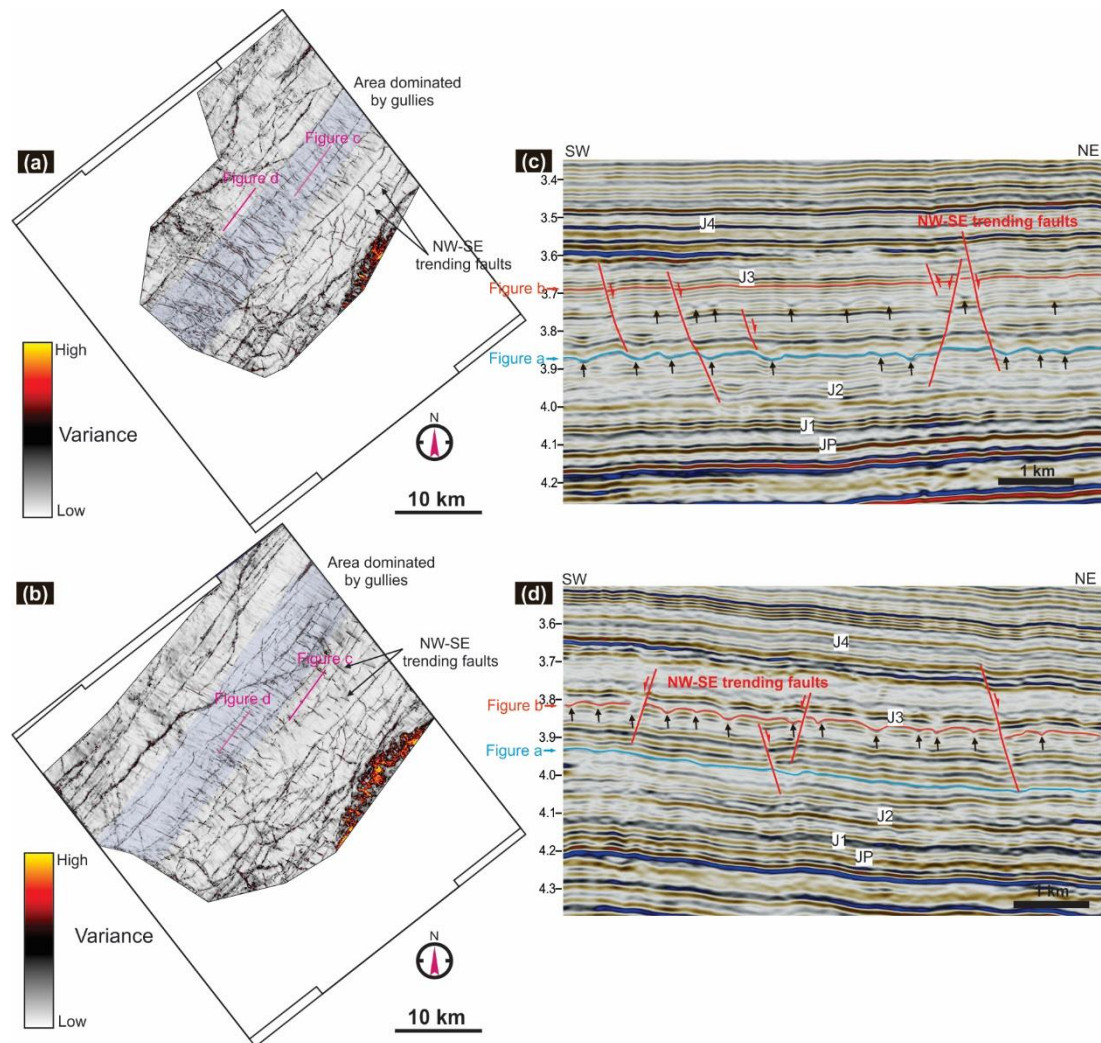 (a)
Area dominated
by gullies
Figure c
Figure d
NW-SE
trending faults
High
Variance
Low
N
10 km
(b)
Area dominated
by gullies
NW-SE
trending faults
Figure c
Figure d
High
Variance
Low
N
10 km
(c)
SW
NE
3.4
3.5
3.6
3.7
3.8
3.9
4.0
4.1
4.2
J4
NW-SE trending faults
J3
Figure b
Figure a
J2
J1
JP
1 km
(d)
SW
NE
3.6
3.7
3.8
3.9
4.0
4.1
4.2
4.3
J4
NW-SE trending faults
Figure b
J3
Figure a
J2
J1
JP
1 km